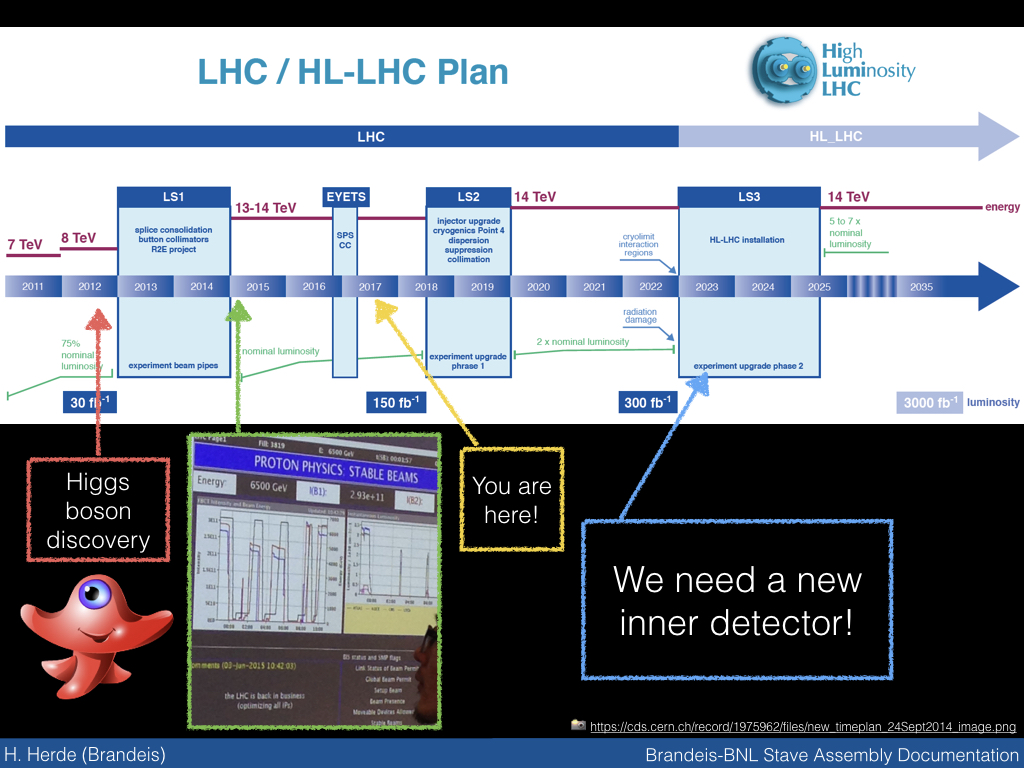 LHC / HL-LHC Plan
High
Luminosity
LHC
LHC
HL_LHC
LS1
EYETS
LS2
LS3
7 TeV
8 TeV
13-14 TeV
14 TeV
14 TeV
energy
splice consolidation
button collimators
R2E project
SPS
CC
injector upgrade
cryogenics Point 4
dispersion
suppression
collimation
cryolimit
interaction
regions
HL-LHC installation
5 to 7 x
nominal
luminosity
2011 2012 2013 2014 2015 2016 2017 2018 2019 2020 2021 2022 2023 2024 2025 2035
75%
nominal
luminosity
experiment beam pipes
nominal luminosity
experiment upgrade
phrase 1
2 x nominal luminosity
radiation
damage
experiment upgrade phase 2
30 fb-1
150 fb-1
300 fb-1
3000 fb-1
luminosity
Higgs
boson
discovery
Fill: 3819
E: 6500 GeV
PROTON PHYSICS: STABLE BEAMS
Energy:
6500 GeV
I(B1):
2.93e+11
I(B2):
(03-Jun-2015 10:42:03)
the LHC is back in business
(optimizing all IPs)
BIS status and SMP flags
Link Status of Beam
Global Beam Permit
Setup Beam
Beam Presence
Moveable Devices Allowed
Stable Beams
You are
here!
We need a new
inner detector!
https://cds.cern.ch/record/1975962/files/new_timeplan_24Sept2014_image.png
H. Herde (Brandeis)
Brandeis-BNL Stave Assembly Documentation